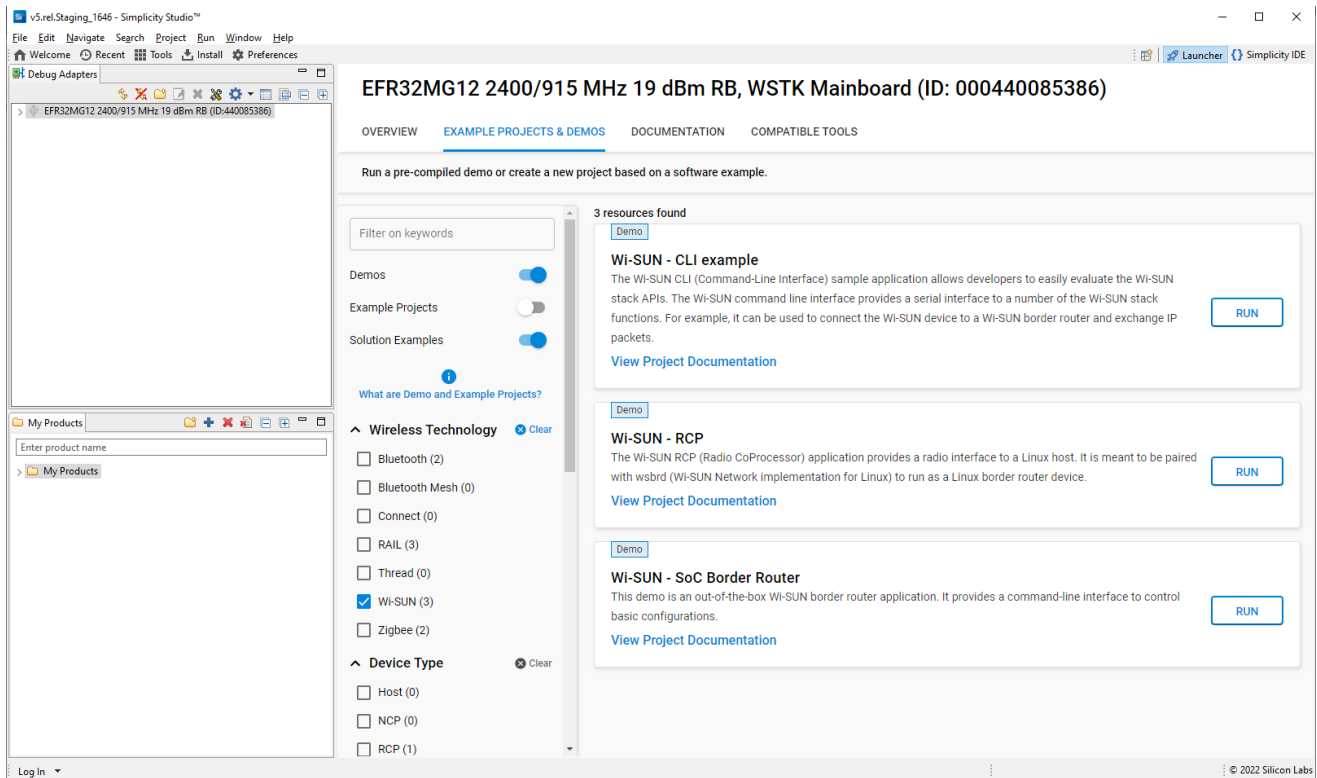 v5.rel.Staging_1646 - Simplicity Studio™
File Edit Navigate Search Project Run Window Help
Welcome Recent Tools Install Preferences
Launcher Simplicity IDE
Debug Adapters
EFR32MG12 2400/915 MHz 19 dBm RB (ID:440085386)
My Products
Enter product name
My Products
EFR32MG12 2400/915 MHz 19 dBm RB, WSTK Mainboard (ID: 000440085386)
OVERVIEW EXAMPLE PROJECTS & DEMOS DOCUMENTATION COMPATIBLE TOOLS
Run a pre-compiled demo or create a new project based on a software example.
Filter on keywords
Demos
Example Projects
Solution Examples
What are Demo and Example Projects?
Wireless Technology Clear
Bluetooth (2)
Bluetooth Mesh (0)
Connect (0)
RAIL (3)
Thread (0)
Wi-SUN (3)
Zigbee (2)
Device Type Clear
Host (0)
NCP (0)
RCP (1)
3 resources found
Demo
Wi-SUN - CLI example
The Wi-SUN CLI (Command-Line Interface) sample application allows developers to easily evaluate the Wi-SUN
stack APIs. The Wi-SUN command line interface provides a serial interface to a number of the Wi-SUN stack
functions. For example, it can be used to connect the Wi-SUN device to a Wi-SUN border router and exchange IP
packets.
View Project Documentation
RUN
Demo
Wi-SUN - RCP
The Wi-SUN RCP (Radio CoProcessor) application provides a radio interface to a Linux host. It is meant to be paired
with wsbrd (Wi-SUN Network implementation for Linux) to run as a Linux border router device.
View Project Documentation
RUN
Demo
Wi-SUN - SoC Border Router
This demo is an out-of-the-box Wi-SUN border router application. It provides a command-line interface to control
basic configurations.
View Project Documentation
RUN
Log In
© 2022 Silicon Labs